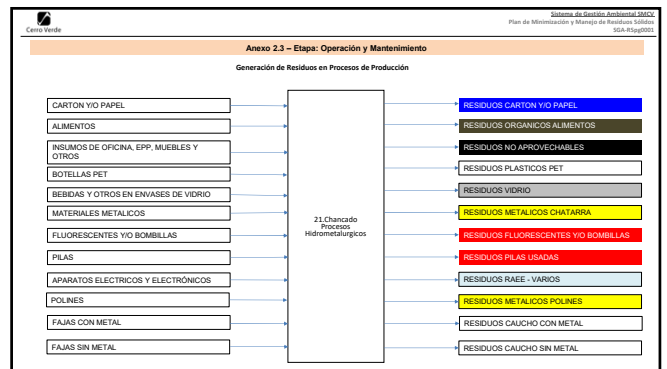 Sistema de Gestión Ambiental SMCV
Plan de Minimización y Manejo de Residuos Sólidos
SGA-RSpg0001
Cerro Verde
Anexo 2.3 – Etapa: Operación y Mantenimiento
Generación de Residuos en Procesos de Producción
CARTON Y/O PAPEL
ALIMENTOS
INSUMOS DE OFICINA, EPP, MUEBLES Y
OTROS
BOTELLAS PET
BEBIDAS Y OTROS EN ENVASES DE VIDRIO
MATERIALES METALICOS
FLUORESCENTES Y/O BOMBILLAS
PILAS
APARATOS ELECTRICOS Y ELECTRÓNICOS
POLINES
FAJAS CON METAL
FAJAS SIN METAL
21.Chancado
Procesos
Hidrometalurgicos
RESIDUOS CARTON Y/O PAPEL
RESIDUOS ORGANICOS ALIMENTOS
RESIDUOS NO APROVECHABLES
RESIDUOS PLASTICOS PET
RESIDUOS VIDRIO
RESIDUOS METALICOS CHATARRA
RESIDUOS FLUORESCENTES Y/O BOMBILLAS
RESIDUOS PILAS USADAS
RESIDUOS RAEE - VARIOS
RESIDUOS METALICOS POLINES
RESIDUOS CAUCHO CON METAL
RESIDUOS CAUCHO SIN METAL